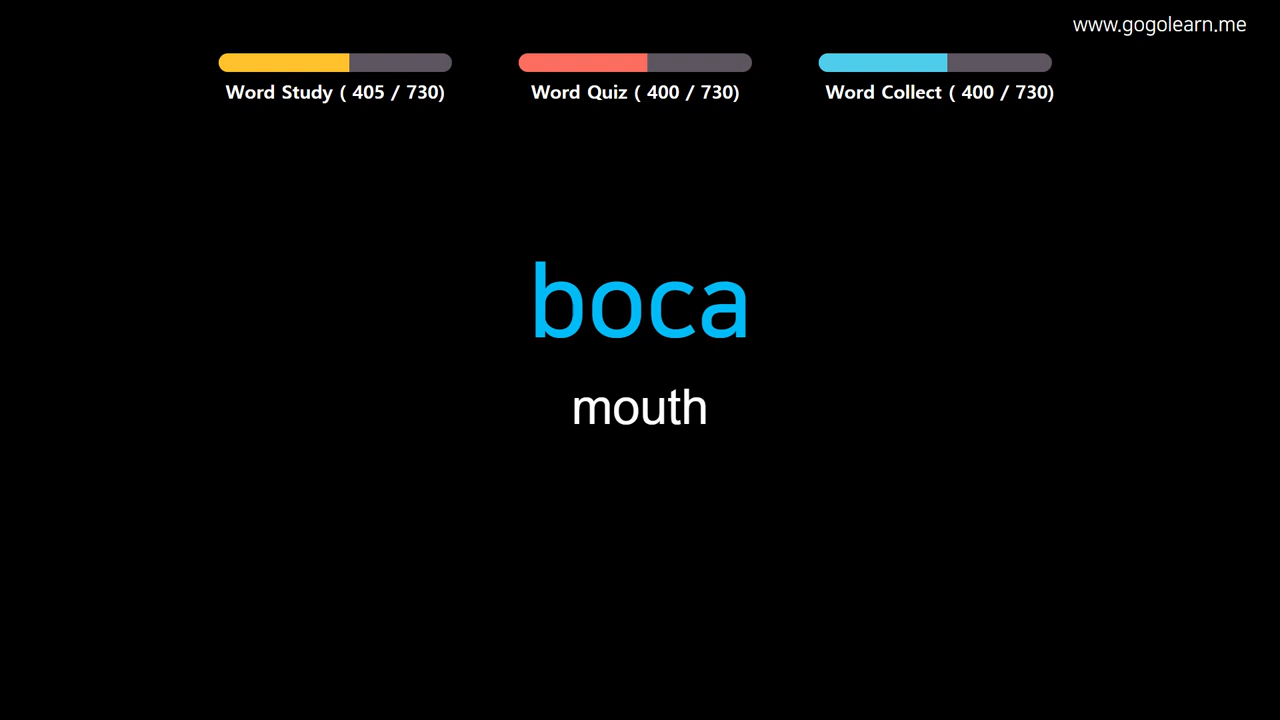 www.gogolearn.me
Word Study ( 405 / 730)
Word Quiz ( 400 / 730)
Word Collect ( 400 / 730)
boca
mouth